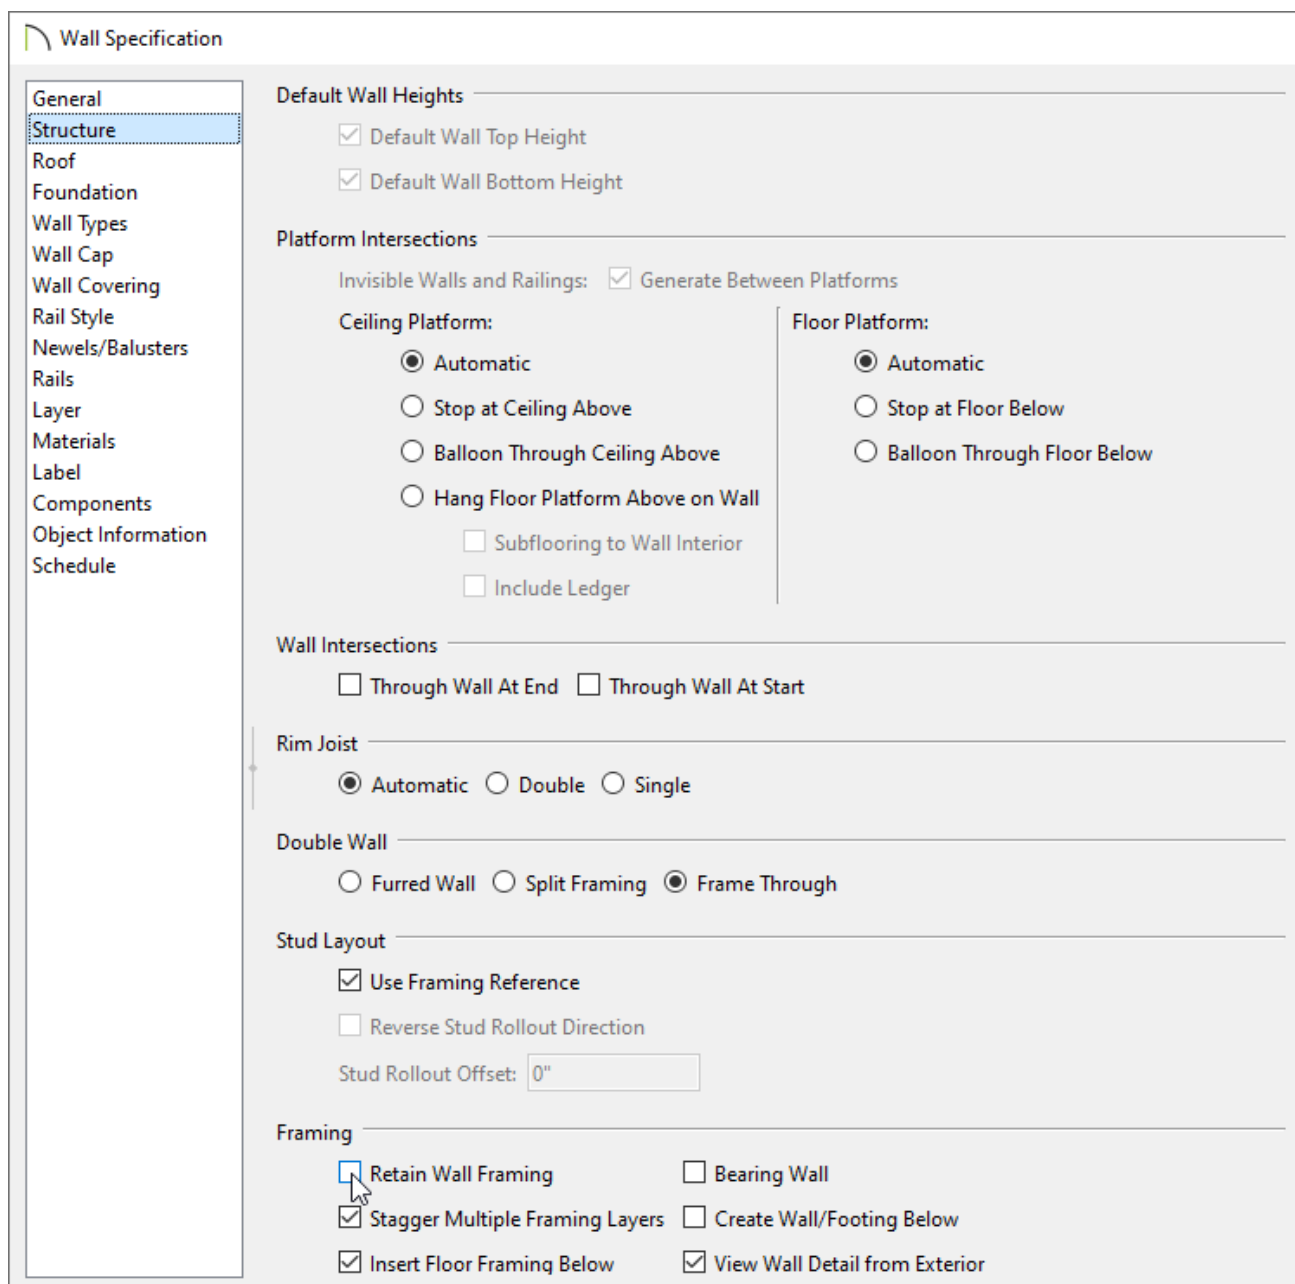 Wall Specification
General
Structure
Roof
Foundation
Wall Types
Wall Cap
Wall Covering
Rail Style
Newels/Balusters
Rails
Layer
Materials
Label
Components
Object Information
Schedule
Default Wall Heights
Default Wall Top Height
Default Wall Bottom Height
Platform Intersections
Invisible Walls and Railings: Generate Between Platforms
Ceiling Platform:
Automatic
Stop at Ceiling Above
Balloon Through Ceiling Above
Hang Floor Platform Above on Wall
Subflooring to Wall Interior
Include Ledger
Floor Platform:
Automatic
Stop at Floor Below
Balloon Through Floor Below
Wall Intersections
Through Wall At End Through Wall At Start
Rim Joist
Automatic Double Single
Double Wall
Furred Wall Split Framing Frame Through
Stud Layout
Use Framing Reference
Reverse Stud Rollout Direction
Stud Rollout Offset: 0"
Framing
Retain Wall Framing Bearing Wall
Stagger Multiple Framing Layers Create Wall/Footing Below
Insert Floor Framing Below View Wall Detail from Exterior